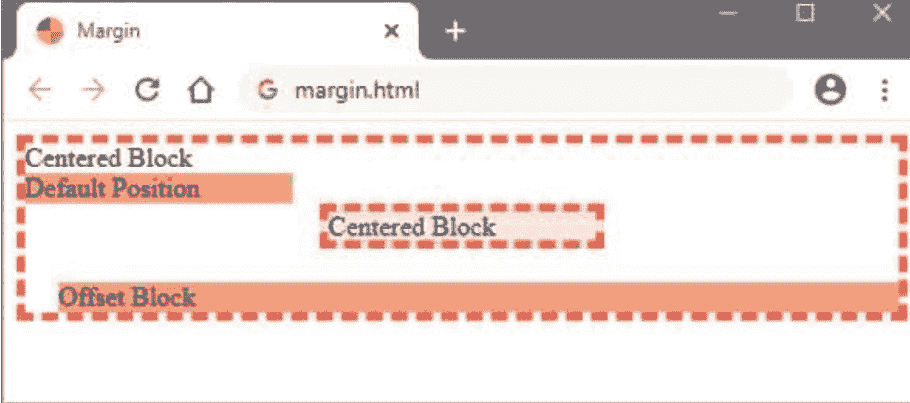 Margin
margin.html
Centered Block
Default Position
Centered Block
Offset Block